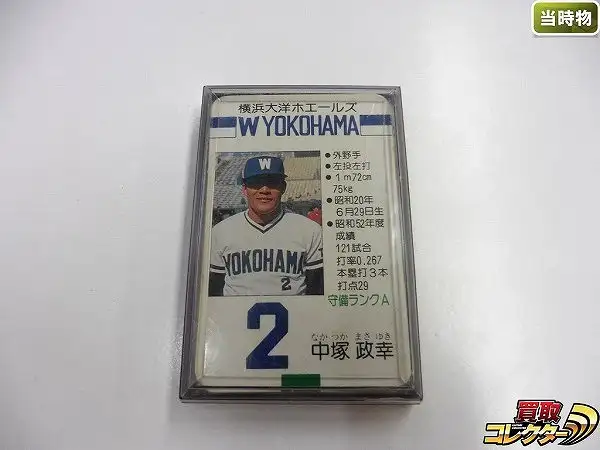 当時物
横浜大洋ホエールズ
W YOKOHAMA
●外野手
●左投左打
●1m72cm
75kg
●昭和20年
6月29日生
●昭和52年度
成績
121試合
打率0.267
本塁打3本
打点29
守備ランクA
W
YOKOHAMA
2
2
なかつか まさゆき
中塚 政幸
買取
コレクター